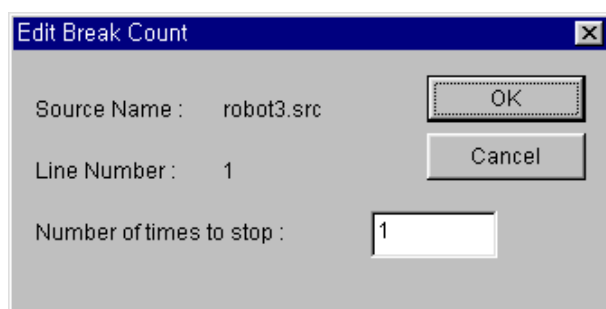 Edit Break Count
Source Name : robot3.src
OK
Line Number : 1
Cancel
Number of times to stop : 1